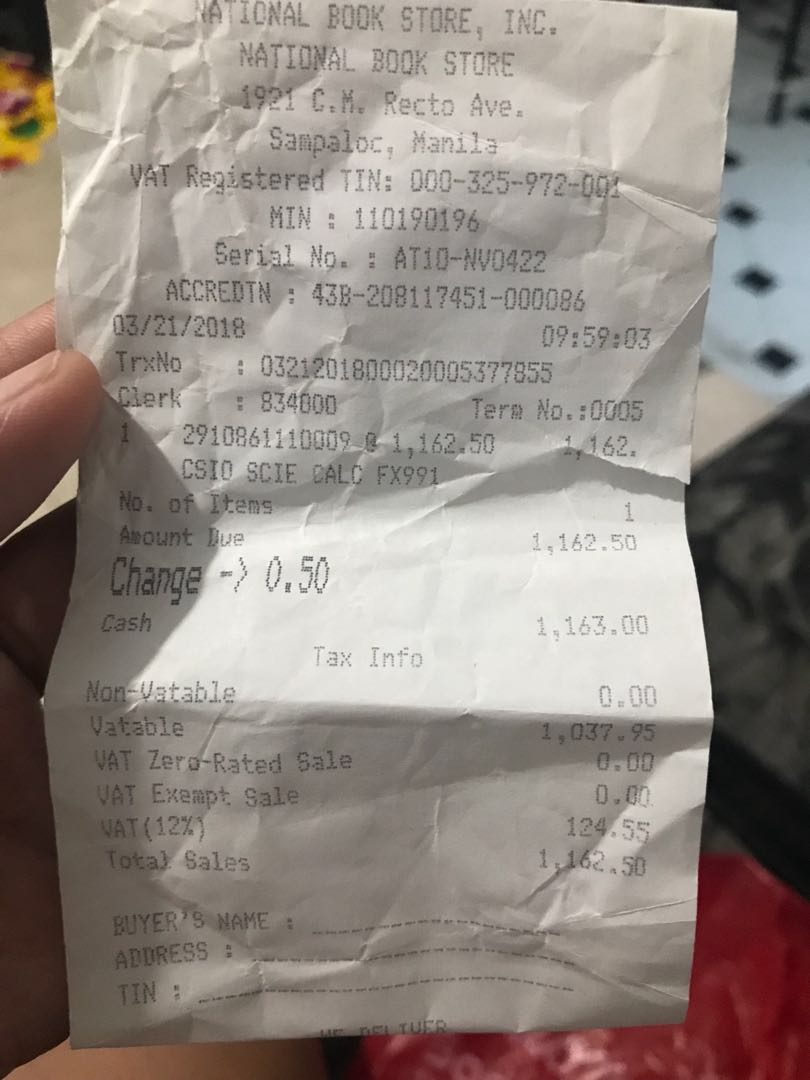 NATIONAL BOOK STORE, INC.
NATIONAL BOOK STORE
1921 C.M. Recto Ave.
Sampaloc, Manila
VAT Registered TIN: 000-325-972-001
MIN : 110190196
Serial No. : AT10-NV0422
ACCREDTN : 43B-208117451-000086
03/21/2018 09:59:03
TrxNo : 0321201800020005377855
Clerk : 834000 Term No.:0005
1 2910861110009 @ 1,162.50 1,162.
CSIO SCIE CALC FX991
No. of Items 1
Amount Due 1,162.50
Change -> 0.50
Cash 1,163.00
Tax Info
Non-Vatable 0.00
Vatable 1,037.95
VAT Zero-Rated Sale 0.00
VAT Exempt Sale 0.00
VAT(12%) 124.55
Total Sales 1,162.50
BUYER'S NAME :
ADDRESS :
TIN :
WE DELIVER